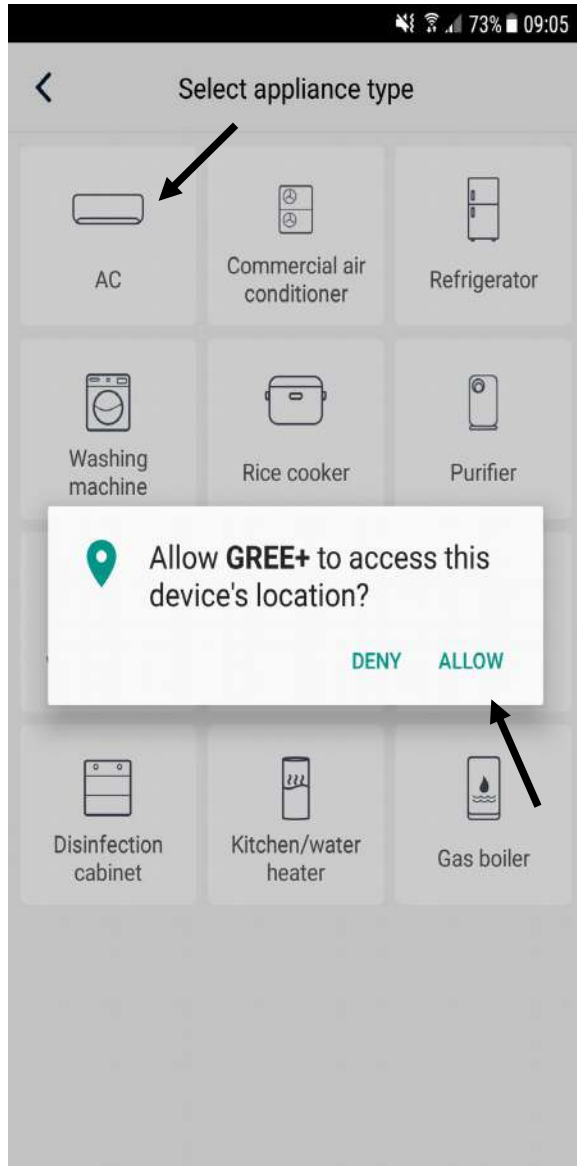 73% 09:05
Select appliance type
AC
Commercial air
conditioner
Refrigerator
Washing
machine
Rice cooker
Purifier
Allow GREE+ to access this
device's location?
DENY ALLOW
Disinfection
cabinet
Kitchen/water
heater
Gas boiler